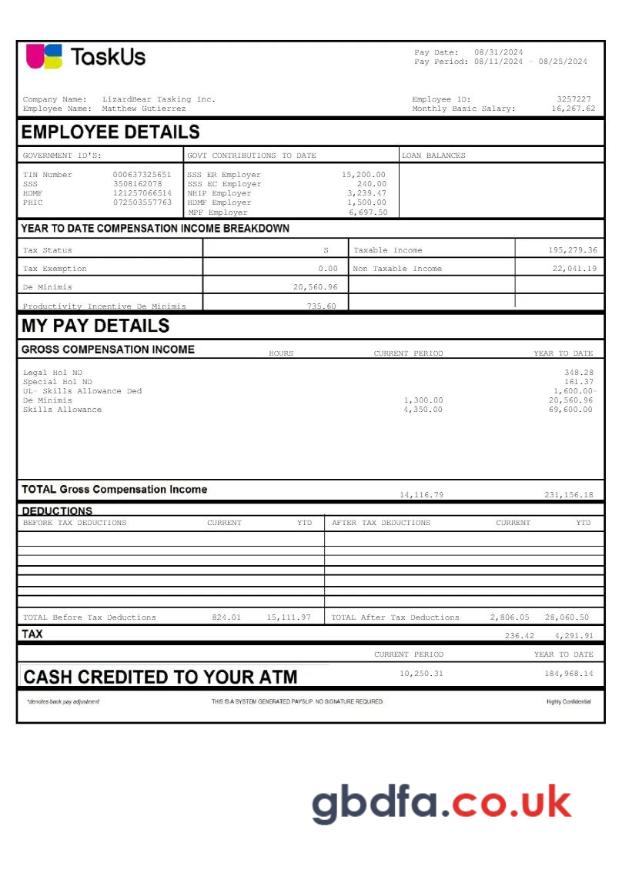 TaskUs
Pay Date: 08/31/2024
Pay Period: 08/11/2024 - 08/25/2024
Company Name: LizardBear Tasking Inc.
Employee Name: Matthew Gutierrez
Employee ID: 3257227
Monthly Basic Salary: 16,267.62
EMPLOYEE DETAILS
GOVERNMENT ID'S: GOVT CONTRIBUTIONS TO DATE LOAN BALANCES
TIN Number 000637325651 SSS ER Employer 15,200.00
SSS 3508162078 SSS EC Employer 240.00
HDMF 121257066514 NHIP Employer 3,239.47
PHIC 072503557763 HDMF Employer 1,500.00
MPF Employer 6,697.50
YEAR TO DATE COMPENSATION INCOME BREAKDOWN
Tax Status S Taxable Income 195,279.36
Tax Exemption 0.00 Non Taxable Income 22,041.19
De Minimis 20,560.96
Productivity Incentive De Minimis 735.60
MY PAY DETAILS
GROSS COMPENSATION INCOME HOURS CURRENT PERIOD YEAR TO DATE
Legal Hol ND 348.28
Special Hol ND 161.37
UL- Skills Allowance Ded 1,600.00-
De Minimis 1,300.00 20,560.96
Skills Allowance 4,350.00 69,600.00
TOTAL Gross Compensation Income 14,116.79 231,156.18
DEDUCTIONS
BEFORE TAX DEDUCTIONS CURRENT YTD AFTER TAX DEDUCTIONS CURRENT YTD
TOTAL Before Tax Deductions 824.01 15,111.97 TOTAL After Tax Deductions 2,806.05 28,060.50
TAX 236.42 4,291.91
CURRENT PERIOD YEAR TO DATE
CASH CREDITED TO YOUR ATM 10,250.31 184,968.14
*denotes back pay adjustment THIS IS A SYSTEM GENERATED PAYSLIP. NO SIGNATURE REQUIRED. Highly Confidential
gbdfa.co.uk